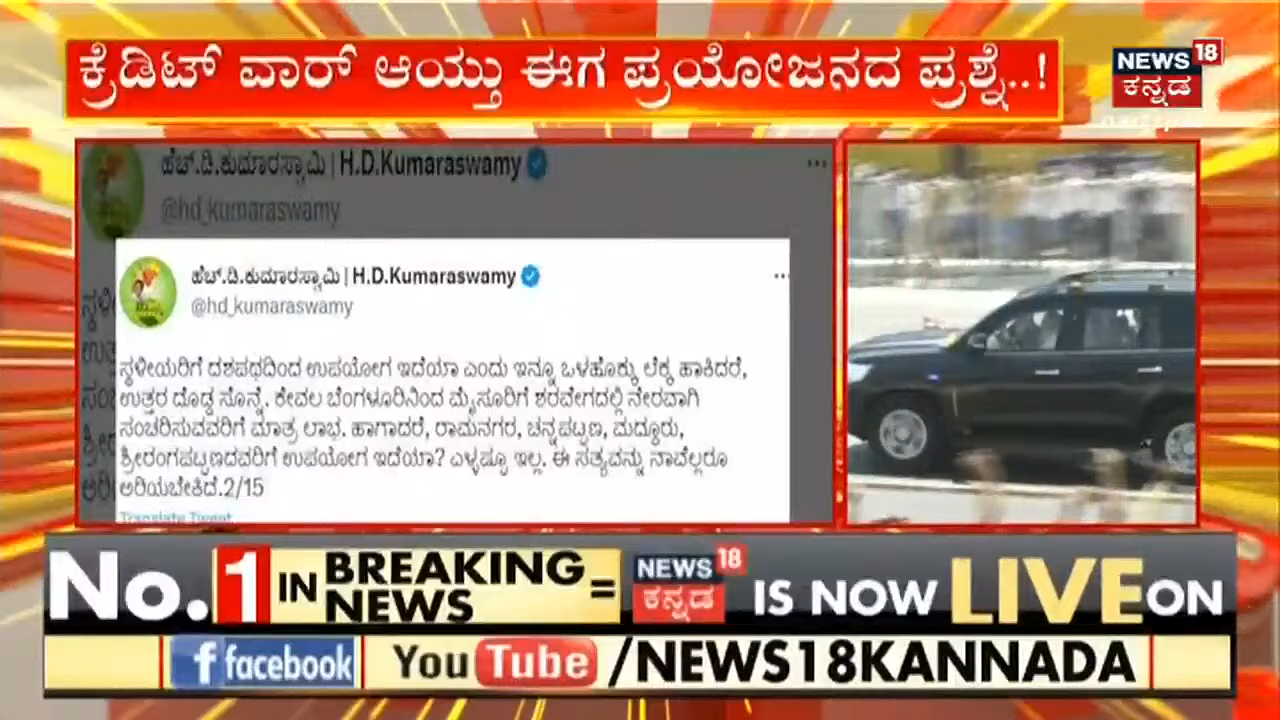 ಕ್ರೆಡಿಟ್ ವಾರ್ ಆಯ್ತು ಈಗ ಪ್ರಯೋಜನದ ಪ್ರಶ್ನೆ..!
NEWS 18
ಕನ್ನಡ
ಹೆಚ್.ಡಿ.ಕುಮಾರಸ್ವಾಮಿ | H.D.Kumaraswamy
@hd_kumaraswamy
ಹೆಚ್.ಡಿ.ಕುಮಾರಸ್ವಾಮಿ | H.D.Kumaraswamy
@hd_kumaraswamy
ಸ್ಥಳೀಯರಿಗೆ ದಶಪಥದಿಂದ ಉಪಯೋಗ ಇದೆಯಾ ಎಂದು ಇನ್ನೂ ಒಳಹೊಕ್ಕು ಲೆಕ್ಕ ಹಾಕಿದರೆ,
ಉತ್ತರ ದೊಡ್ಡ ಸೊನ್ನೆ. ಕೇವಲ ಬೆಂಗಳೂರಿನಿಂದ ಮೈಸೂರಿಗೆ ಶರವೇಗದಲ್ಲಿ ನೇರವಾಗಿ
ಸಂಚರಿಸುವವರಿಗೆ ಮಾತ್ರ ಲಾಭ. ಹಾಗಾದರೆ, ರಾಮನಗರ, ಚನ್ನಪಟ್ಟಣ, ಮದ್ದೂರು,
ಶ್ರೀರಂಗಪಟ್ಟಣದವರಿಗೆ ಉಪಯೋಗ ಇದೆಯಾ? ಎಳ್ಳಷ್ಟೂ ಇಲ್ಲ. ಈ ಸತ್ಯವನ್ನು ನಾವೆಲ್ಲರೂ
ಅರಿಯಬೇಕಿದೆ.2/15
Translate Tweet
No.1 IN BREAKING NEWS = NEWS 18 ಕನ್ನಡ IS NOW LIVE ON
facebook YouTube /NEWS18KANNADA